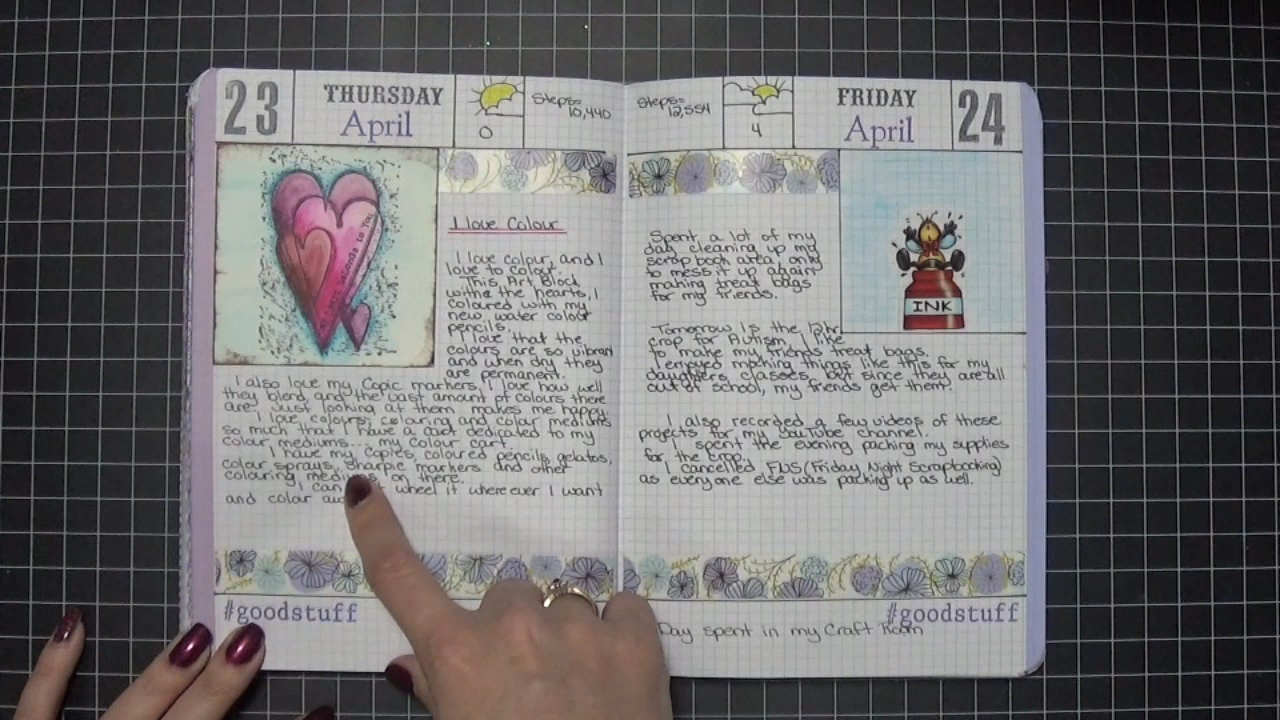 23
THURSDAY
April
0
Steps=
10,440
I love Colour
I love colour, and I
love to colour.
This Art Block
with the hearts, I
coloured with my
new water colour
pencils.
I love that the
colours are so vibran
and when dry they
are permanent.
I also love my Copic markers, I love how well
they blend, and the vast amount of colours there
are. Just looking at them makes me happy.
I love colours, colouring and colour mediums
so much that I have a cart dedicated to my
colour mediums... my colour cart.
I have my Copics, coloured pencils, gelatos,
colour sprays, Sharpie markers and other
colouring mediums on there.
I can wheel it where ever I want
and colour
#goodstuff
Steps=
12,554
4
FRIDAY
April
24
INK
Spent a lot of my
day cleaning up my
scrapbook area only
to mess it up again
making treat bags
for my friends.
Tomorrow is the 12hr
crop for Autism, I like
to make my friends treat bags.
I enjoyed making things like this for my
daughters classes, but since they are all
out of school, my friends get them.
I also recorded a few videos of these
projects for my YouTube channel.
I spent the evening packing my supplies
for the crop.
I cancelled FNS (Friday Night Scrapbooking)
as everyone else was packing up as well.
#goodstuff
Day spent in my Craft Room